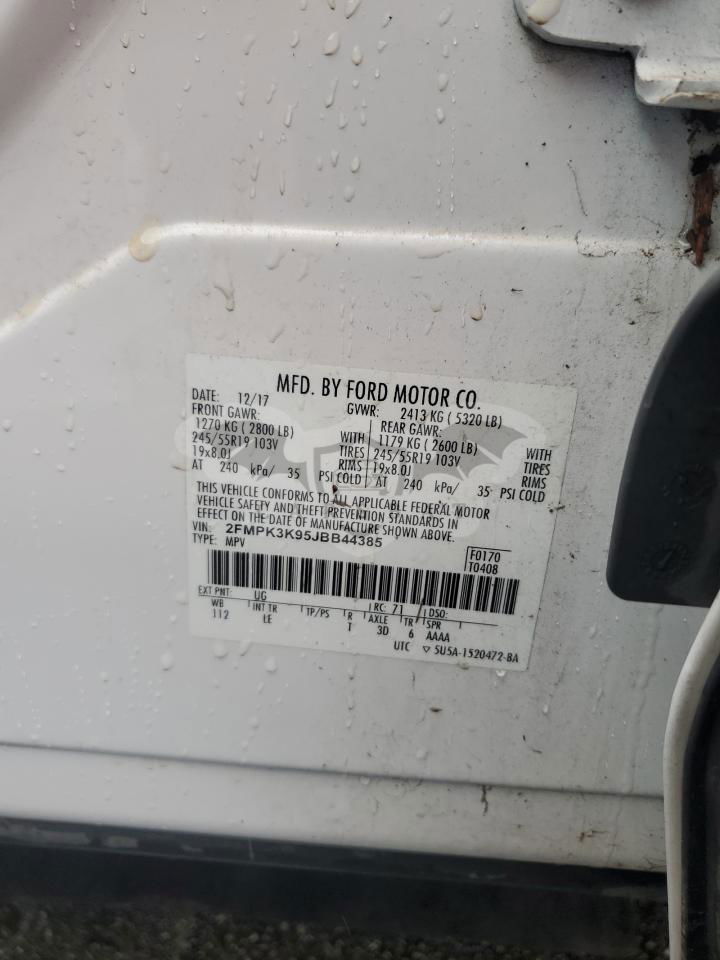 MFD. BY FORD MOTOR CO.
DATE: 12/17 GVWR: 2413 KG ( 5320 LB)
FRONT GAWR: REAR GAWR:
1270 KG ( 2800 LB) WITH 1179 KG ( 2600 LB) WITH
245/55R19 103V TIRES 245/55R19 103V TIRES
19x8.0J RIMS 19x8.0J RIMS
AT 240 kPa/ 35 PSI COLD AT 240 kPa/ 35 PSI COLD
THIS VEHICLE CONFORMS TO ALL APPLICABLE FEDERAL MOTOR
VEHICLE SAFETY AND THEFT PREVENTION STANDARDS IN
EFFECT ON THE DATE OF MANUFACTURE SHOWN ABOVE.
VIN: 2FMPK3K95JBB44385
TYPE: MPV
F0170
T0408
EXT PNT: UG RC: 71 DSO:
WB INT TR TP/PS R AXLE TR SPR
112 LE T 3D 6 AAAA
UTC ▽ 5U5A-1520472-BA